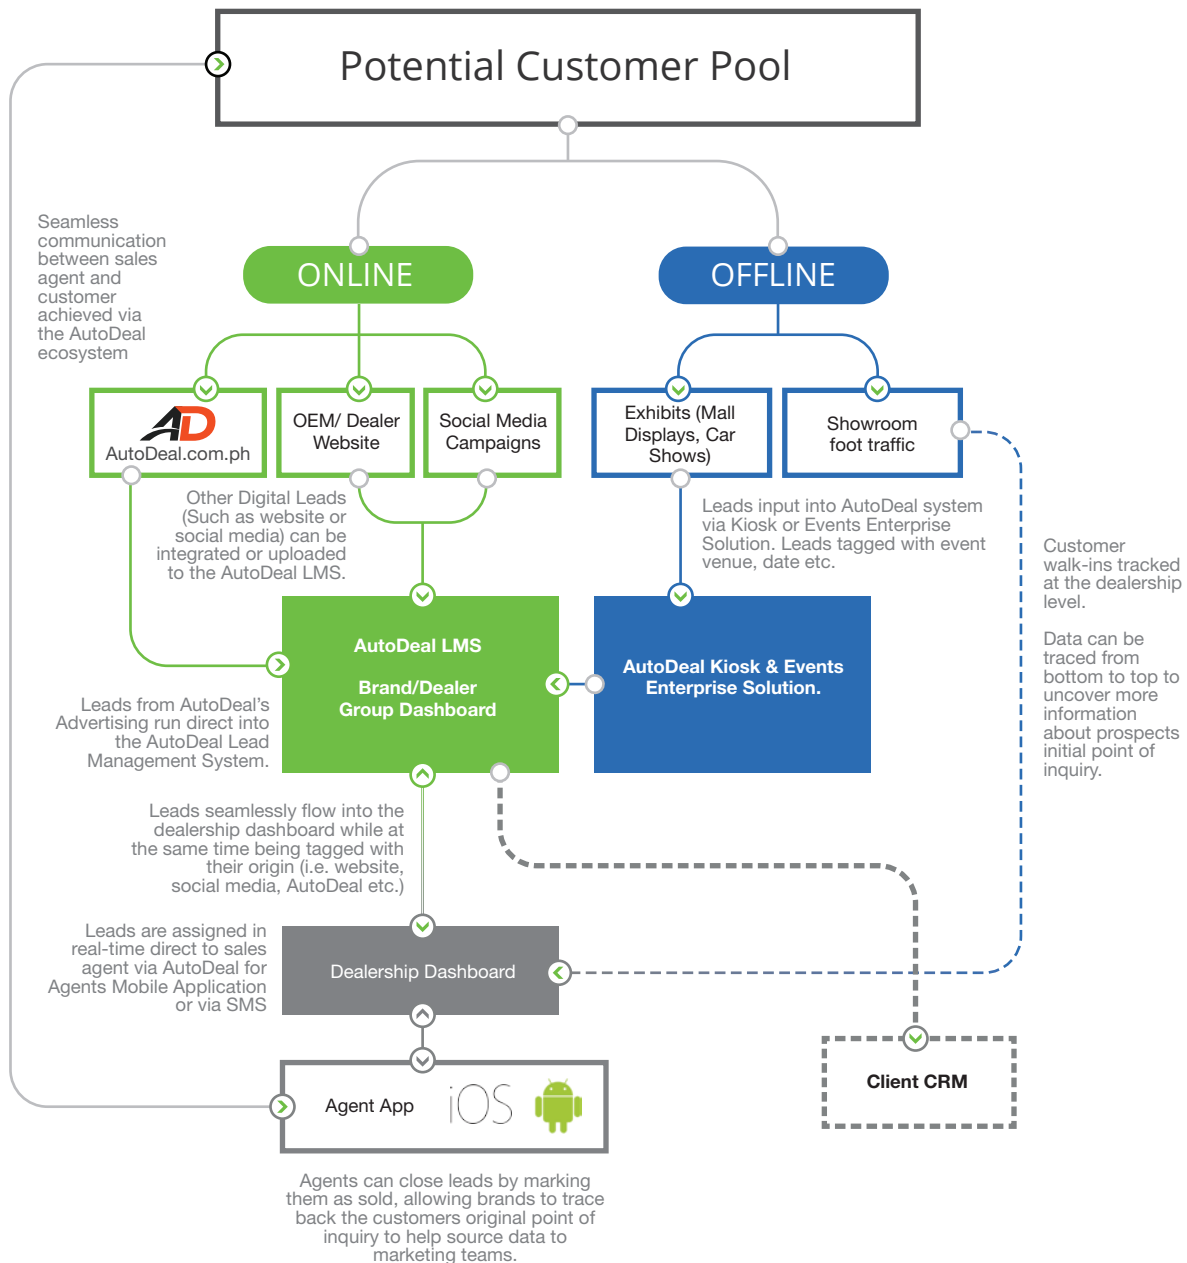 Potential Customer Pool
Seamless
communication
between sales
agent and
customer
achieved via
the AutoDeal
ecosystem
ONLINE
OFFLINE
AD
AutoDeal.com.ph
OEM/ Dealer
Website
Social Media
Campaigns
Exhibits (Mall
Displays, Car
Shows)
Showroom
foot traffic
Other Digital Leads
(Such as website or
social media) can be
integrated or uploaded
to the AutoDeal LMS.
Leads input into AutoDeal system
via Kiosk or Events Enterprise
Solution. Leads tagged with event
venue, date etc.
Customer
walk-ins tracked
at the dealership
level.
Data can be
traced from
bottom to top to
uncover more
information
about prospects
initial point of
inquiry.
AutoDeal LMS
Brand/Dealer
Group Dashboard
AutoDeal Kiosk & Events
Enterprise Solution.
Leads from AutoDeal’s
Advertising run direct into
the AutoDeal Lead
Management System.
Leads seamlessly flow into the
dealership dashboard while at
the same time being tagged with
their origin (i.e. website,
social media, AutoDeal etc.)
Leads are assigned in
real-time direct to sales
agent via AutoDeal for
Agents Mobile Application
or via SMS
Dealership Dashboard
Client CRM
Agent App
iOS
Agents can close leads by marking
them as sold, allowing brands to trace
back the customers original point of
inquiry to help source data to
marketing teams.